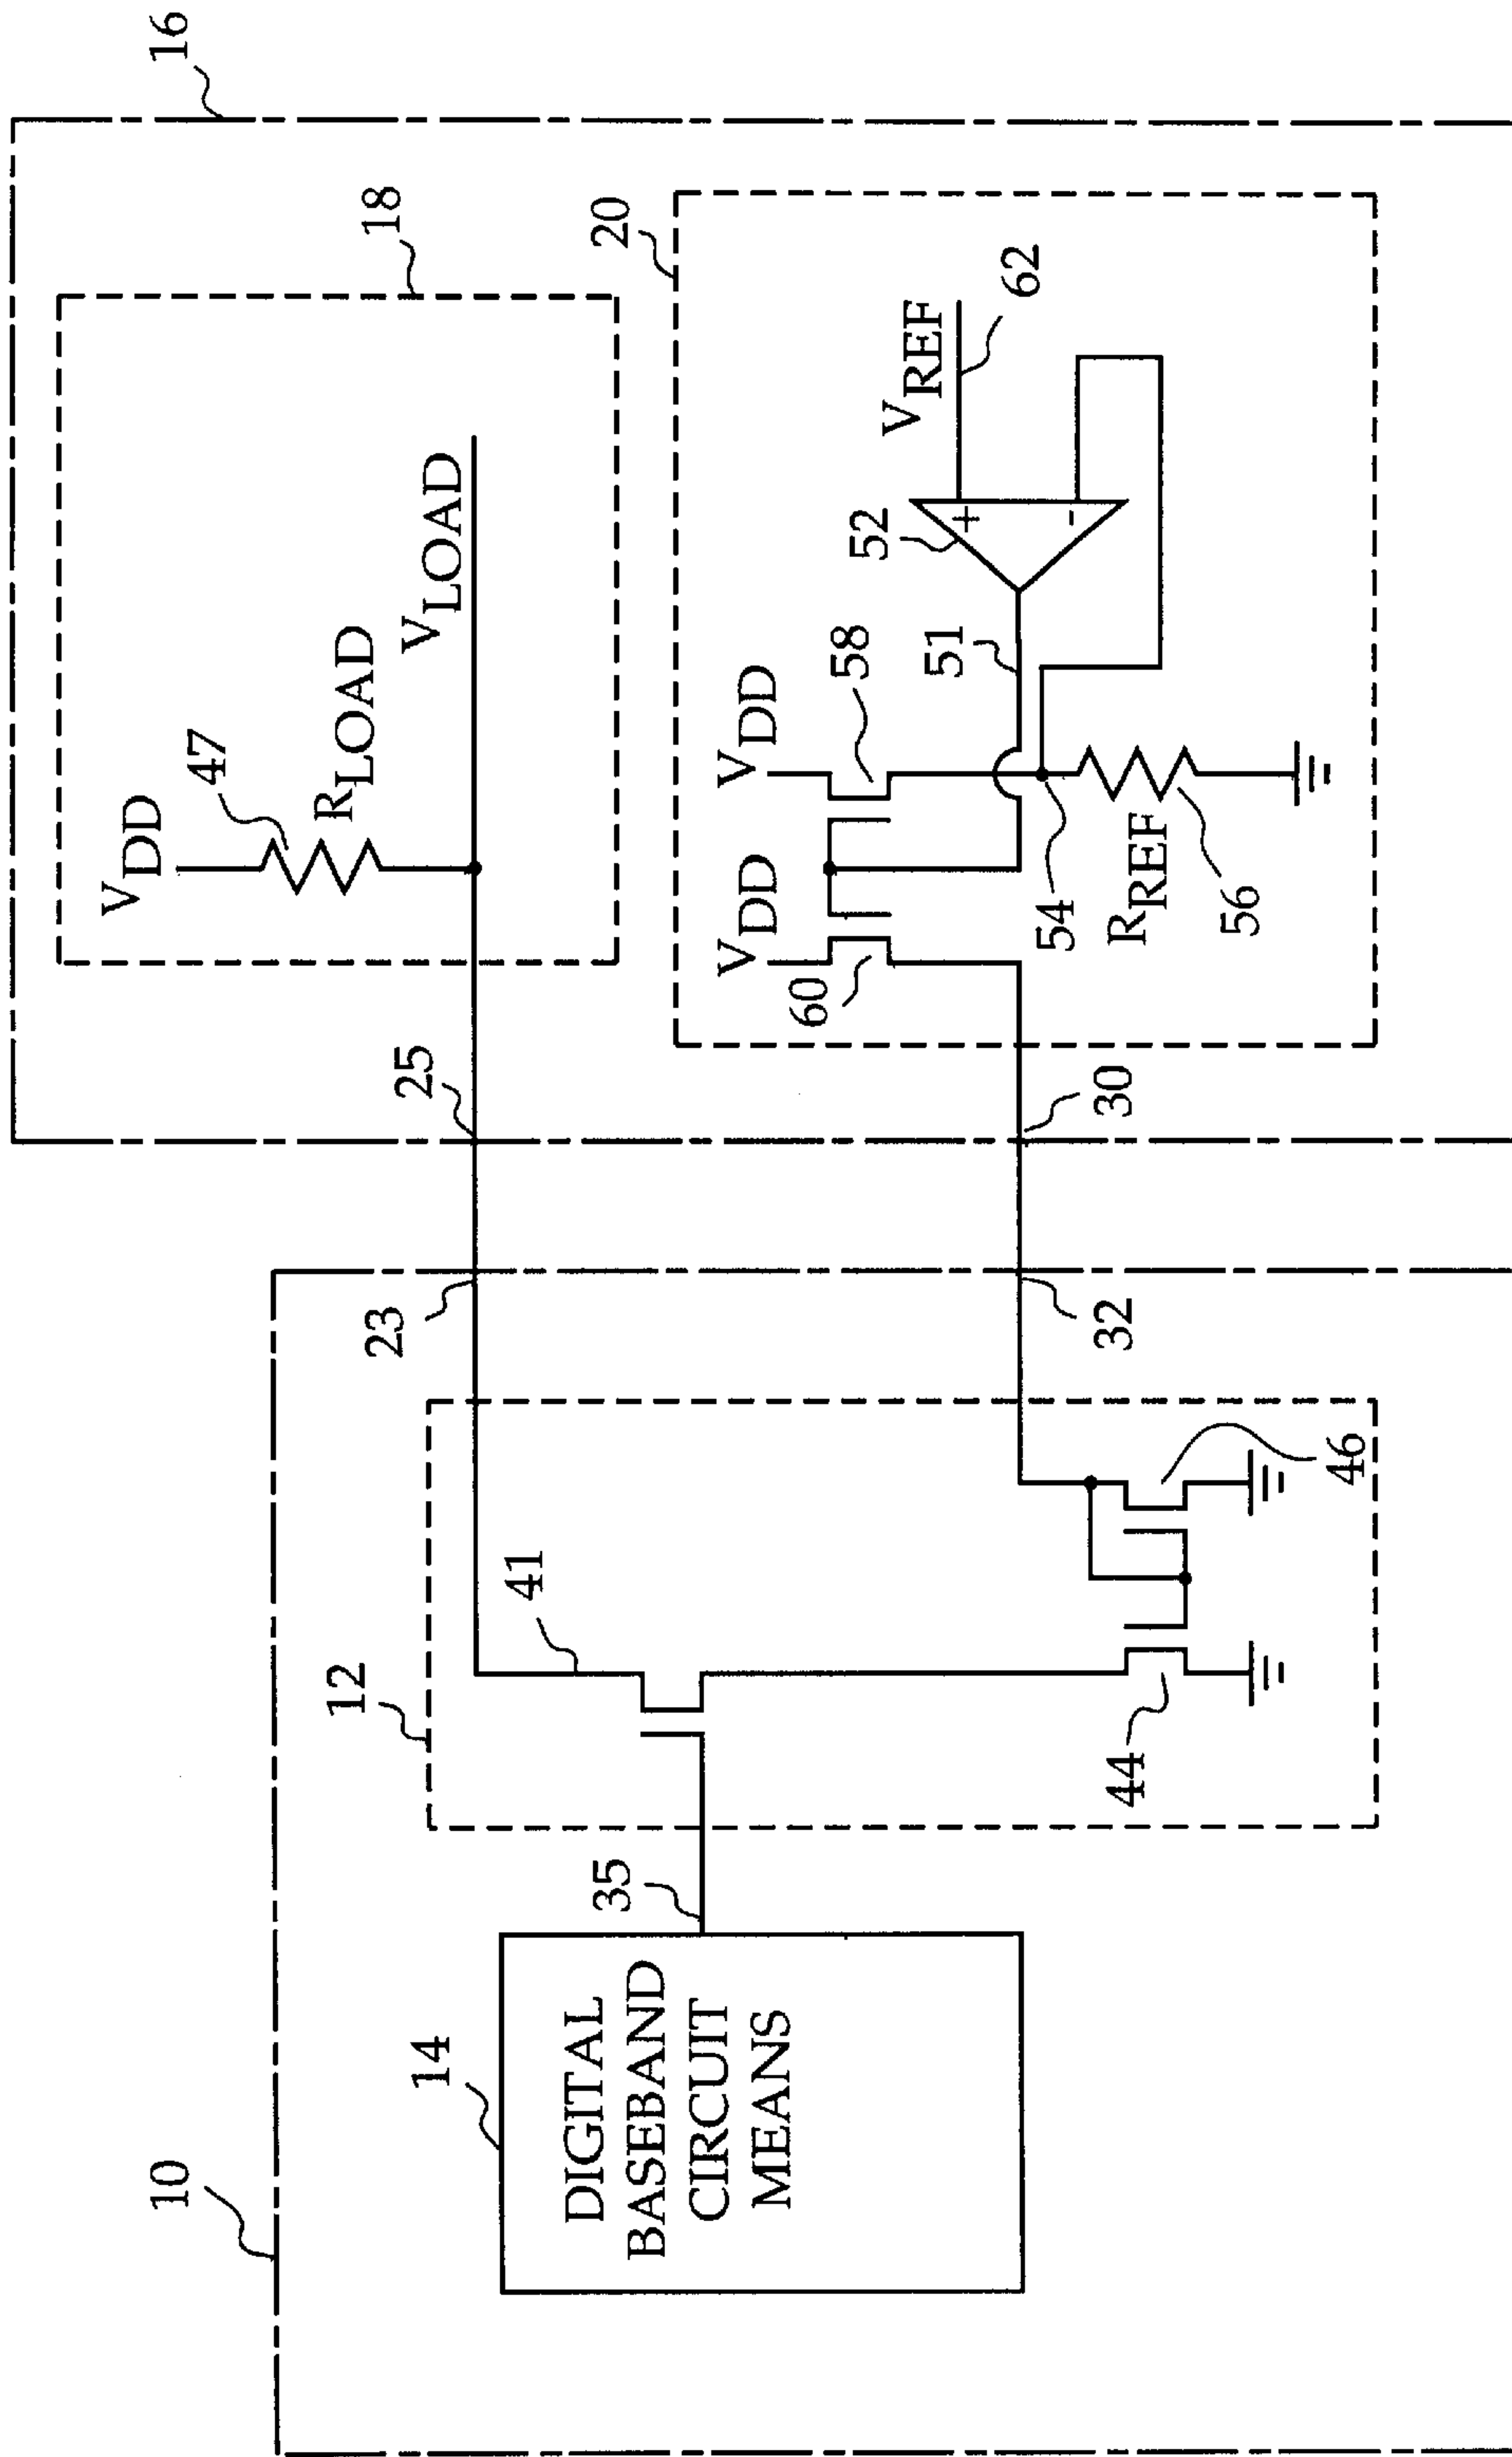 10
14
DIGITAL
BASEBAND
CIRCUIT
MEANS
35
12
41
44
46
23
32
25
30
16
18
VDD
47
RLOAD
VLOAD
20
VDD
60
VDD
58
51
52
VREF
62
54
RREF
56
+
-